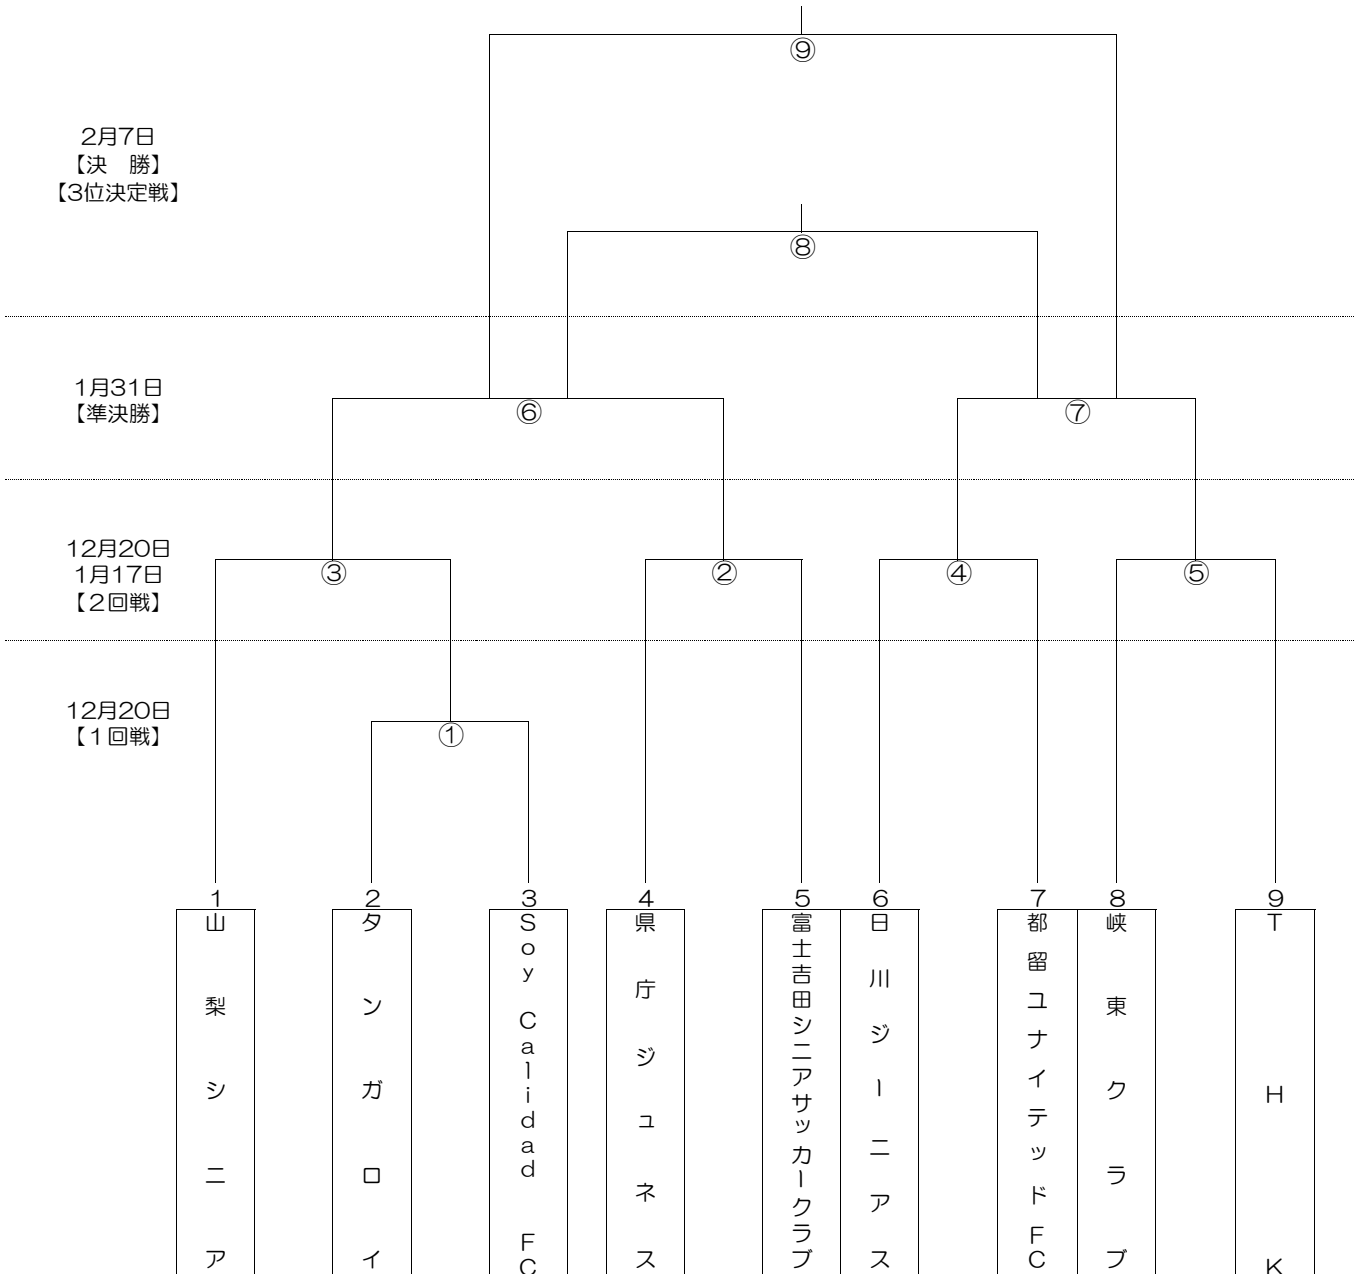 ⑨
2月7日
【決　勝】
【3位決定戦】
⑧
1月31日
【準決勝】
⑥
⑦
12月20日
1月17日
【2回戦】
③
②
④
⑤
12月20日
【1回戦】
①
1
2
3
4
5
6
7
8
9
山梨シニア
タンガロイ
Soy Calidad FC
県庁ジュネス
富士吉田シニアサッカークラブ
日川ジーニアス
都留ユナイテッドFC
峡東クラブ
THK